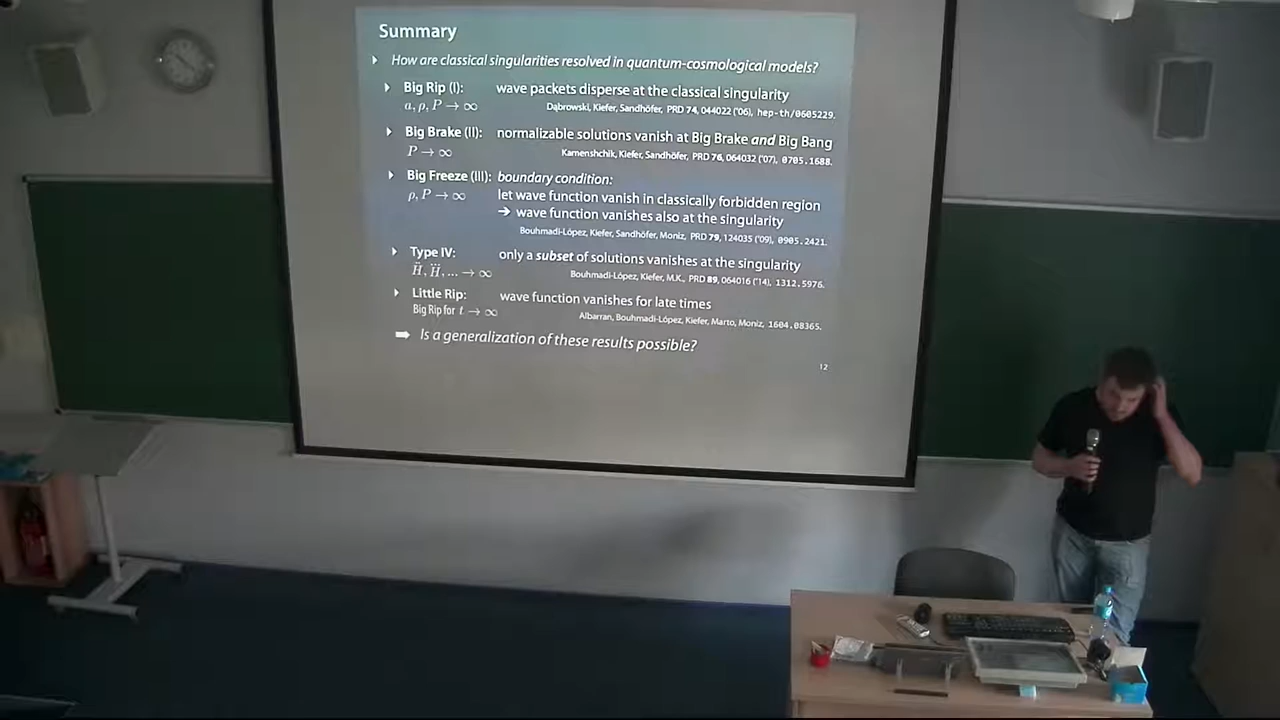 Summary
How are classical singularities resolved in quantum-cosmological models?
Big Rip (I): wave packets disperse at the classical singularity
a, ρ, P → ∞ Dąbrowski, Kiefer, Sandhöfer, PRD 74, 044022 ('06), hep-th/0605229.
Big Brake (II): normalizable solutions vanish at Big Brake and Big Bang
P → ∞ Kamenshchik, Kiefer, Sandhöfer, PRD 76, 064032 ('07), 0705.1688.
Big Freeze (III): boundary condition:
ρ, P → ∞ let wave function vanish in classically forbidden region
→ wave function vanishes also at the singularity
Bouhmadi-López, Kiefer, Sandhöfer, Moniz, PRD 79, 124035 ('09), 0905.2421.
Type IV: only a subset of solutions vanishes at the singularity
Ḧ, H⃛, ... → ∞ Bouhmadi-López, Kiefer, M.K., PRD 89, 064016 ('14), 1312.5976.
Little Rip: wave function vanishes for late times
Big Rip for t → ∞ Albarran, Bouhmadi-López, Kiefer, Marto, Moniz, 1604.08365.
Is a generalization of these results possible?
12